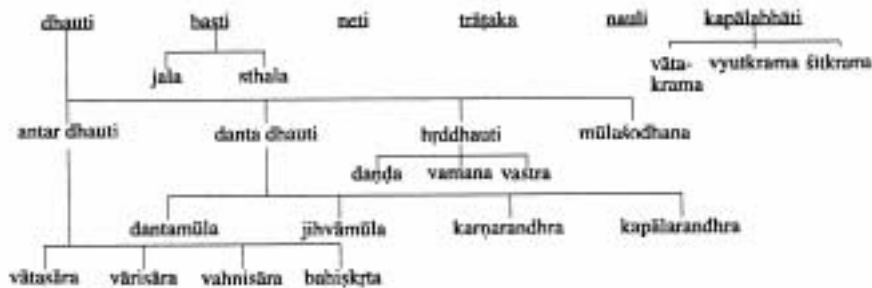 dhauti basti neti trāṭaka nauli kapālabhāti
jala sthala vāta- vyutkrama śītkrama
krama
antar dhauti danta dhauti hṛddhauti mūlaśodhana
daṇḍa vamana vastra
dantamūla jihvāmūla karṇarandhra kapālarandhra
vātasāra vārisāra vahnisāra bahiṣkṛta